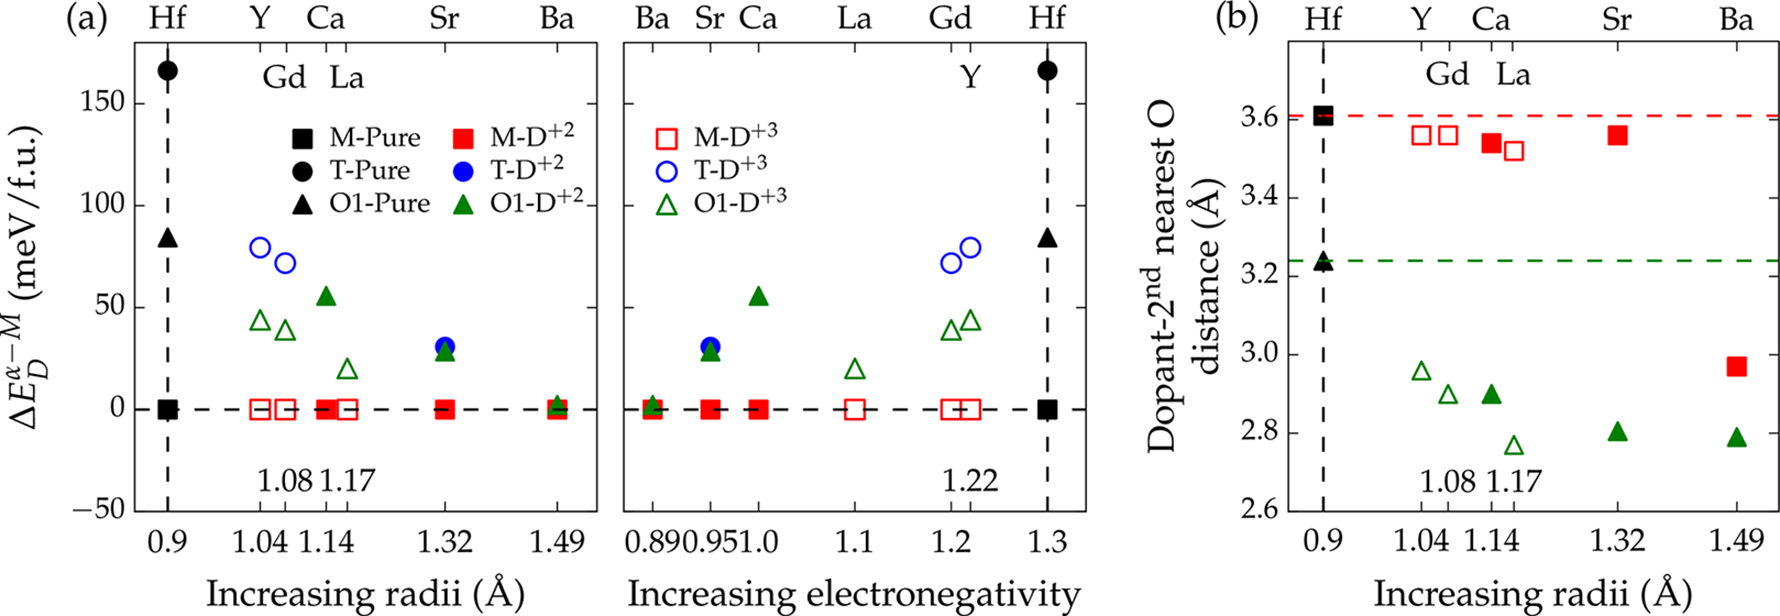 (a)
Hf Y Ca Sr Ba
Gd La
Ba Sr Ca La Gd Hf
Y
ΔE_D^{α−M} (meV/f.u.)
150
100
50
0
−50
M-Pure
T-Pure
O1-Pure
M-D^{+2}
T-D^{+2}
O1-D^{+2}
M-D^{+3}
T-D^{+3}
O1-D^{+3}
1.08 1.17
0.9 1.04 1.14 1.32 1.49
Increasing radii (Å)
1.22
0.89 0.95 1.0 1.1 1.2 1.3
Increasing electronegativity
(b)
Hf Y Ca Sr Ba
Gd La
Dopant-2^{nd} nearest O
distance (Å)
3.6
3.4
3.2
3.0
2.8
2.6
1.08 1.17
0.9 1.04 1.14 1.32 1.49
Increasing radii (Å)